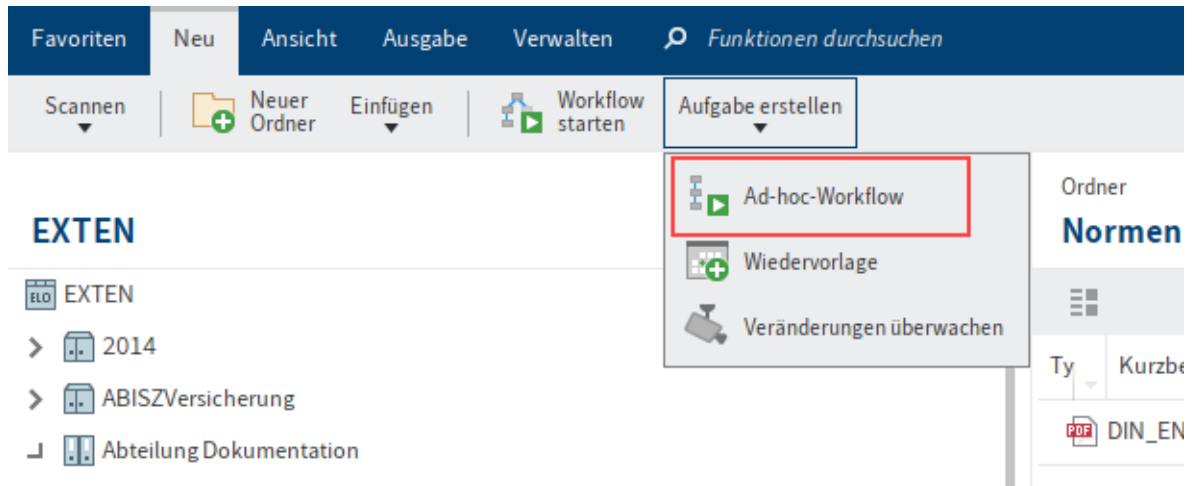 Favoriten Neu Ansicht Ausgabe Verwalten Funktionen durchsuchen
Scannen Neuer Ordner Einfügen Workflow starten Aufgabe erstellen
Ad-hoc-Workflow
Wiedervorlage
Veränderungen überwachen
EXTEN
ELO EXTEN
2014
ABISZVersicherung
Abteilung Dokumentation
Ordner
Normen
Ty Kurzbe
PDF DIN_EN